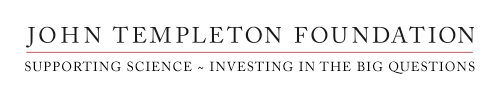 JOHN TEMPLETON FOUNDATION
SUPPORTING SCIENCE ~ INVESTING IN THE BIG QUESTIONS